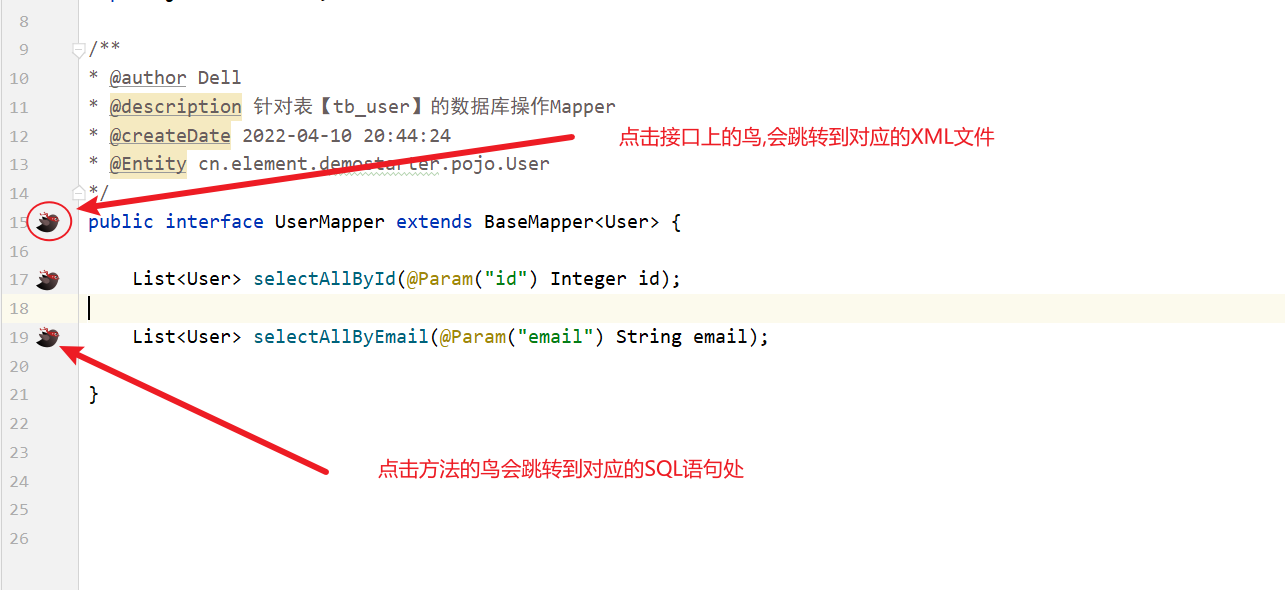 8
9 /**
10 * @author Dell
11 * @description 针对表【tb_user】的数据库操作Mapper
12 * @createDate 2022-04-10 20:44:24
点击接口上的鸟,会跳转到对应的XML文件
13 * @Entity cn.element.demostarter.pojo.User
14 */
15 public interface UserMapper extends BaseMapper<User> {
16
17 List<User> selectAllById(@Param("id") Integer id);
18
19 List<User> selectAllByEmail(@Param("email") String email);
20
21 }
22
23
点击方法的鸟会跳转到对应的SQL语句处
24
25
26